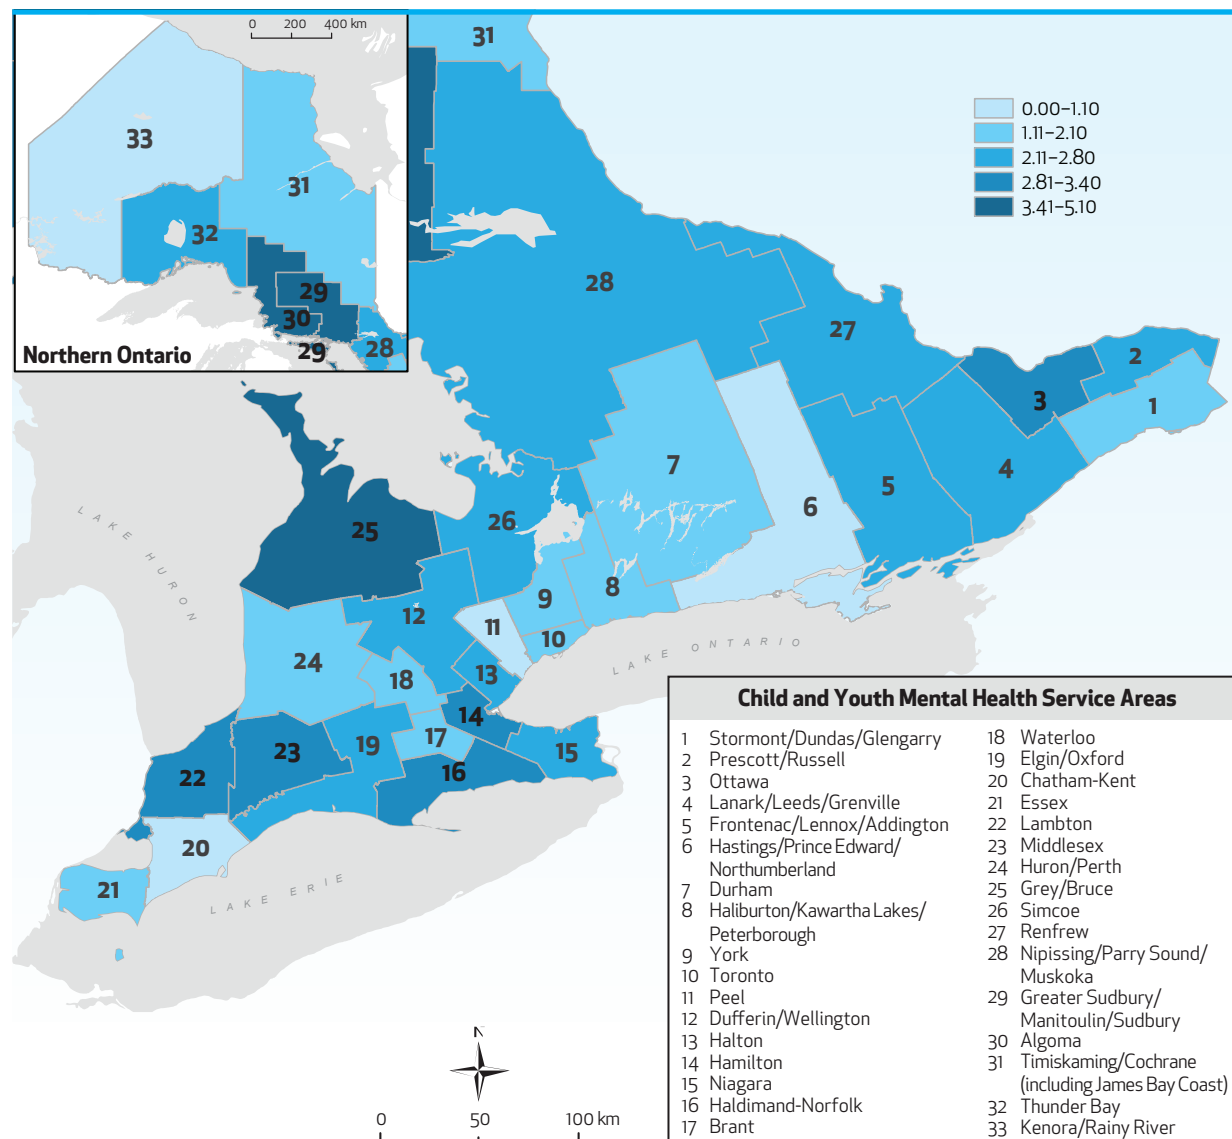 0 200 400 km
33
31
32
29
30
29
28
Northern Ontario
31
0.00–1.10
1.11–2.10
2.11–2.80
2.81–3.40
3.41–5.10
28
27
2
3
1
7
4
5
6
26
25
8
9
12
11
10
LAKE HURON
LAKE ONTARIO
24
18
13
14
17
19
15
23
16
22
20
21
LAKE ERIE
N
0 50 100 km
Child and Youth Mental Health Service Areas
1 Stormont/Dundas/Glengarry
2 Prescott/Russell
3 Ottawa
4 Lanark/Leeds/Grenville
5 Frontenac/Lennox/Addington
6 Hastings/Prince Edward/
Northumberland
7 Durham
8 Haliburton/Kawartha Lakes/
Peterborough
9 York
10 Toronto
11 Peel
12 Dufferin/Wellington
13 Halton
14 Hamilton
15 Niagara
16 Haldimand-Norfolk
17 Brant
18 Waterloo
19 Elgin/Oxford
20 Chatham-Kent
21 Essex
22 Lambton
23 Middlesex
24 Huron/Perth
25 Grey/Bruce
26 Simcoe
27 Renfrew
28 Nipissing/Parry Sound/
Muskoka
29 Greater Sudbury/
Manitoulin/Sudbury
30 Algoma
31 Timiskaming/Cochrane
(including James Bay Coast)
32 Thunder Bay
33 Kenora/Rainy River